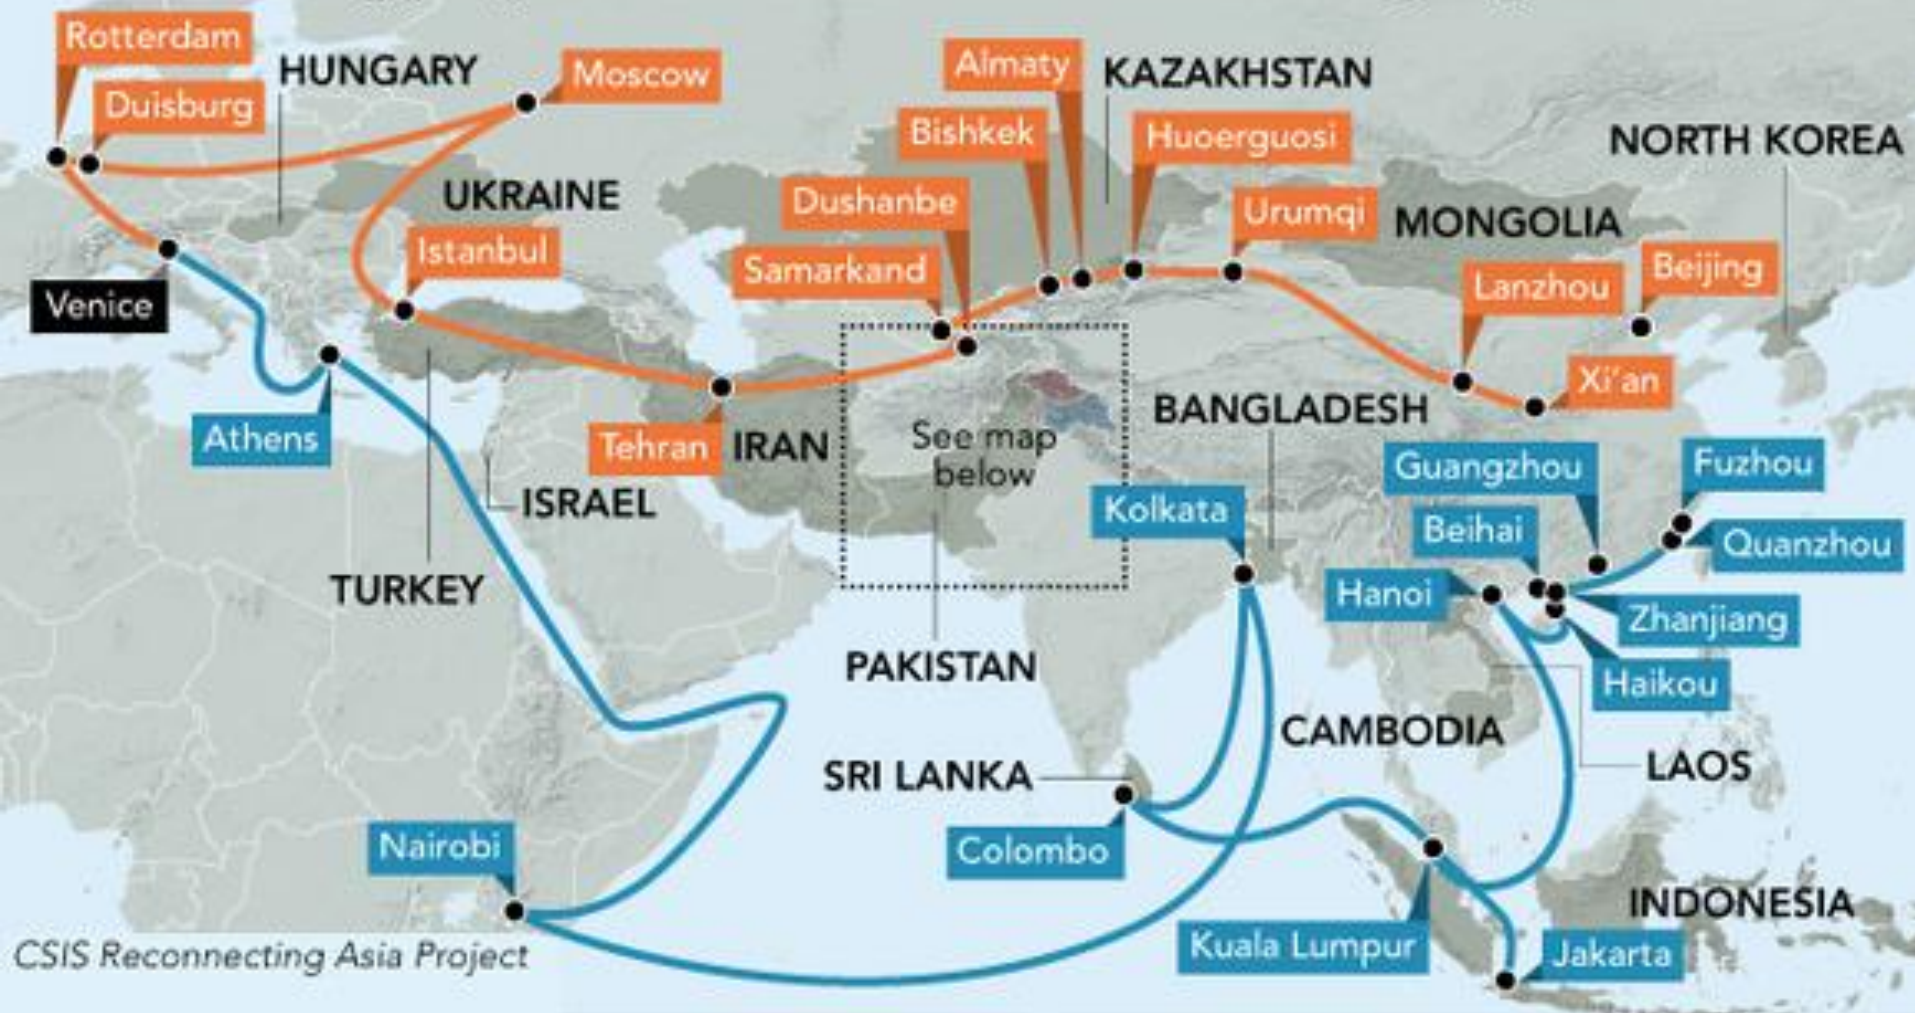 Rotterdam
HUNGARY
Moscow
Almaty
KAZAKHSTAN
Duisburg
Bishkek
Huoerguosi
NORTH KOREA
UKRAINE
Dushanbe
Urumqi
MONGOLIA
Istanbul
Samarkand
Lanzhou
Beijing
Venice
Xi'an
Athens
Tehran
IRAN
See map
below
BANGLADESH
Guangzhou
Fuzhou
ISRAEL
Kolkata
Beihai
Quanzhou
TURKEY
Hanoi
Zhanjiang
PAKISTAN
Haikou
CAMBODIA
SRI LANKA
LAOS
Nairobi
Colombo
INDONESIA
Kuala Lumpur
Jakarta
CSIS Reconnecting Asia Project